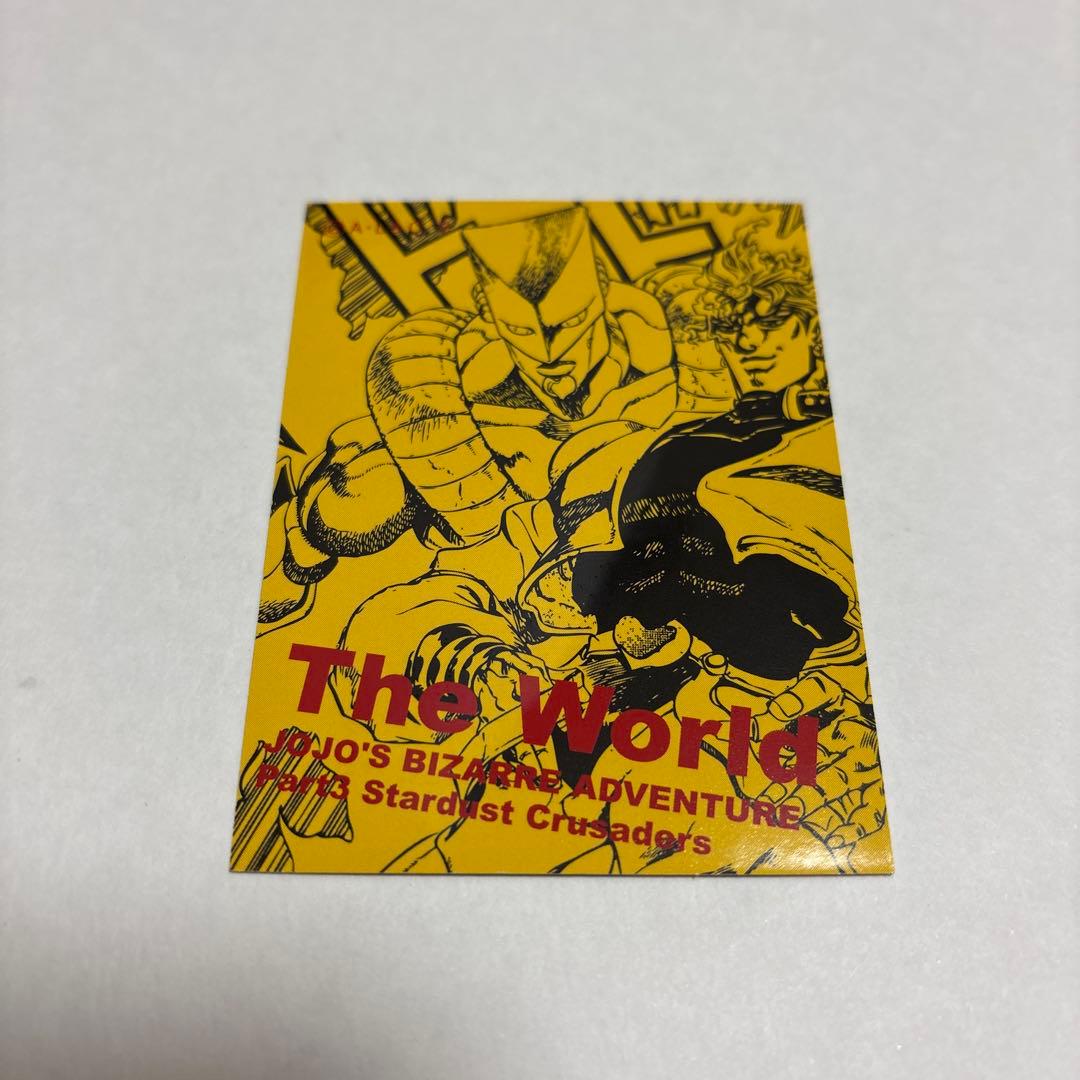 The World
JOJO'S BIZARRE ADVENTURE
Part3 Stardust Crusaders